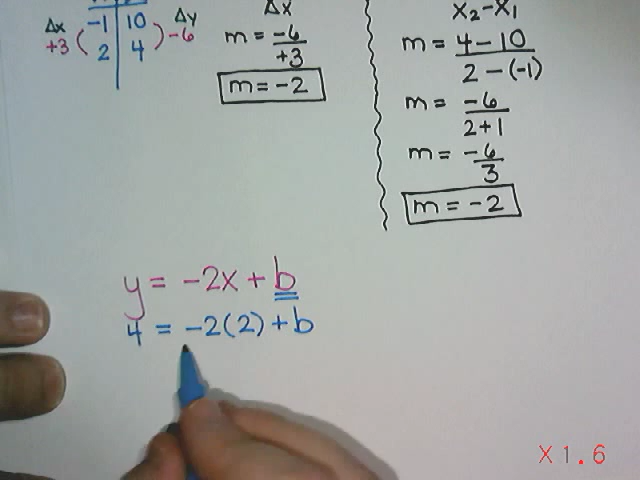 Δx Δy
-1 | 10
+3 ( ) -6
2 | 4
Δx
m = -6/+3
m = -2
x₂ - x₁
m = 4 - 10 / 2 - (-1)
m = -6 / 2 + 1
m = -6/3
m = -2
y = -2x + b
4 = -2(2) + b
X1.6